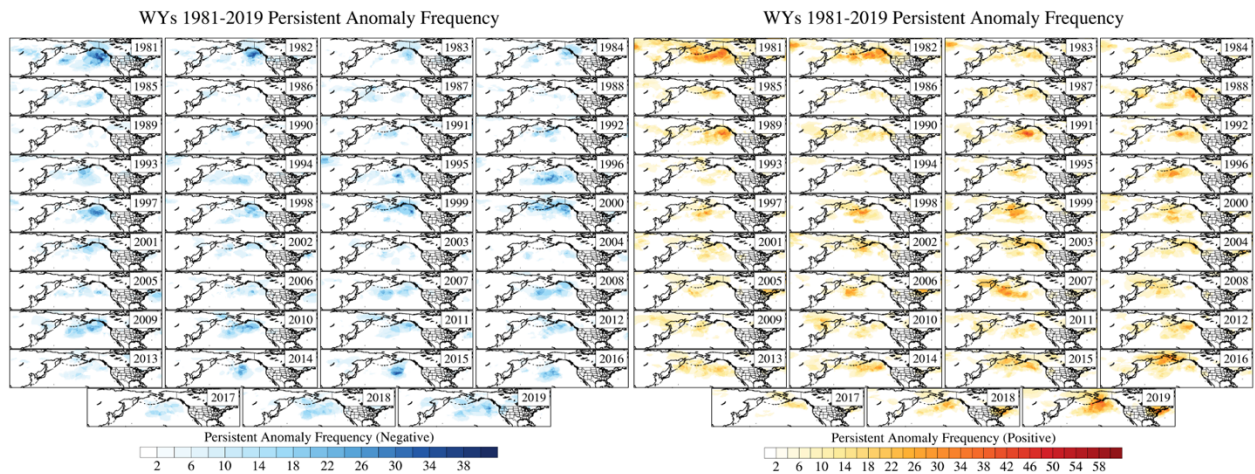 WYs 1981-2019 Persistent Anomaly Frequency
1981 1982 1983 1984
1985 1986 1987 1988
1989 1990 1991 1992
1993 1994 1995 1996
1997 1998 1999 2000
2001 2002 2003 2004
2005 2006 2007 2008
2009 2010 2011 2012
2013 2014 2015 2016
2017 2018 2019
Persistent Anomaly Frequency (Negative)
2 6 10 14 18 22 26 30 34 38
WYs 1981-2019 Persistent Anomaly Frequency
1981 1982 1983 1984
1985 1986 1987 1988
1989 1990 1991 1992
1993 1994 1995 1996
1997 1998 1999 2000
2001 2002 2003 2004
2005 2006 2007 2008
2009 2010 2011 2012
2013 2014 2015 2016
2017 2018 2019
Persistent Anomaly Frequency (Positive)
2 6 10 14 18 22 26 30 34 38 42 46 50 54 58